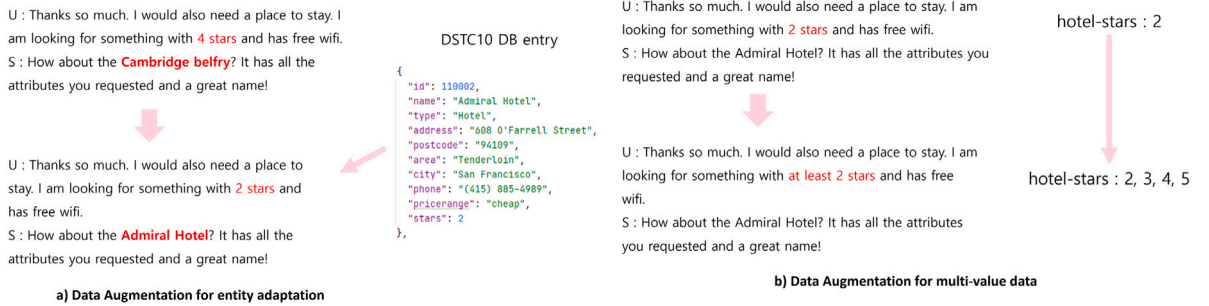 U : Thanks so much. I would also need a place to stay. I
am looking for something with 4 stars and has free wifi.
S : How about the Cambridge belfry? It has all the
attributes you requested and a great name!
U : Thanks so much. I would also need a place to
stay. I am looking for something with 2 stars and
has free wifi.
S : How about the Admiral Hotel? It has all the
attributes you requested and a great name!
DSTC10 DB entry
{
"id": 110002,
"name": "Admiral Hotel",
"type": "Hotel",
"address": "608 O'Farrell Street",
"postcode": "94109",
"area": "Tenderloin",
"city": "San Francisco",
"phone": "(415) 885-4989",
"pricerange": "cheap",
"stars": 2
},
a) Data Augmentation for entity adaptation
U : Thanks so much. I would also need a place to stay. I am
looking for something with 2 stars and has free wifi.
S : How about the Admiral Hotel? It has all the attributes you
requested and a great name!
U : Thanks so much. I would also need a place to stay. I am
looking for something with at least 2 stars and has free
wifi.
S : How about the Admiral Hotel? It has all the attributes
you requested and a great name!
hotel-stars : 2
hotel-stars : 2, 3, 4, 5
b) Data Augmentation for multi-value data